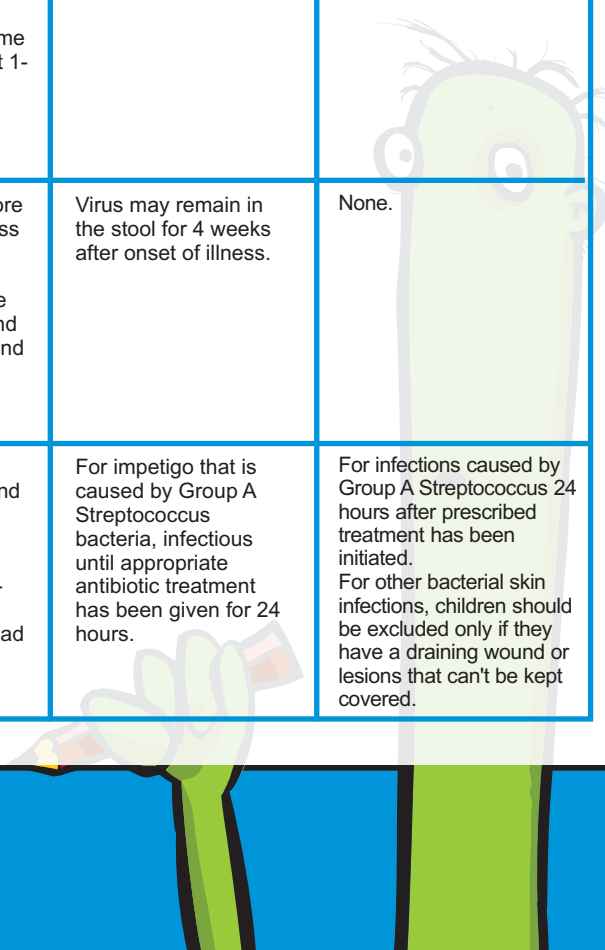 t 1-
Virus may remain in
the stool for 4 weeks
after onset of illness.
None.
For impetigo that is
caused by Group A
Streptococcus
bacteria, infectious
until appropriate
antibiotic treatment
has been given for 24
hours.
For infections caused by
Group A Streptococcus 24
hours after prescribed
treatment has been
initiated.
For other bacterial skin
infections, children should
be excluded only if they
have a draining wound or
lesions that can't be kept
covered.